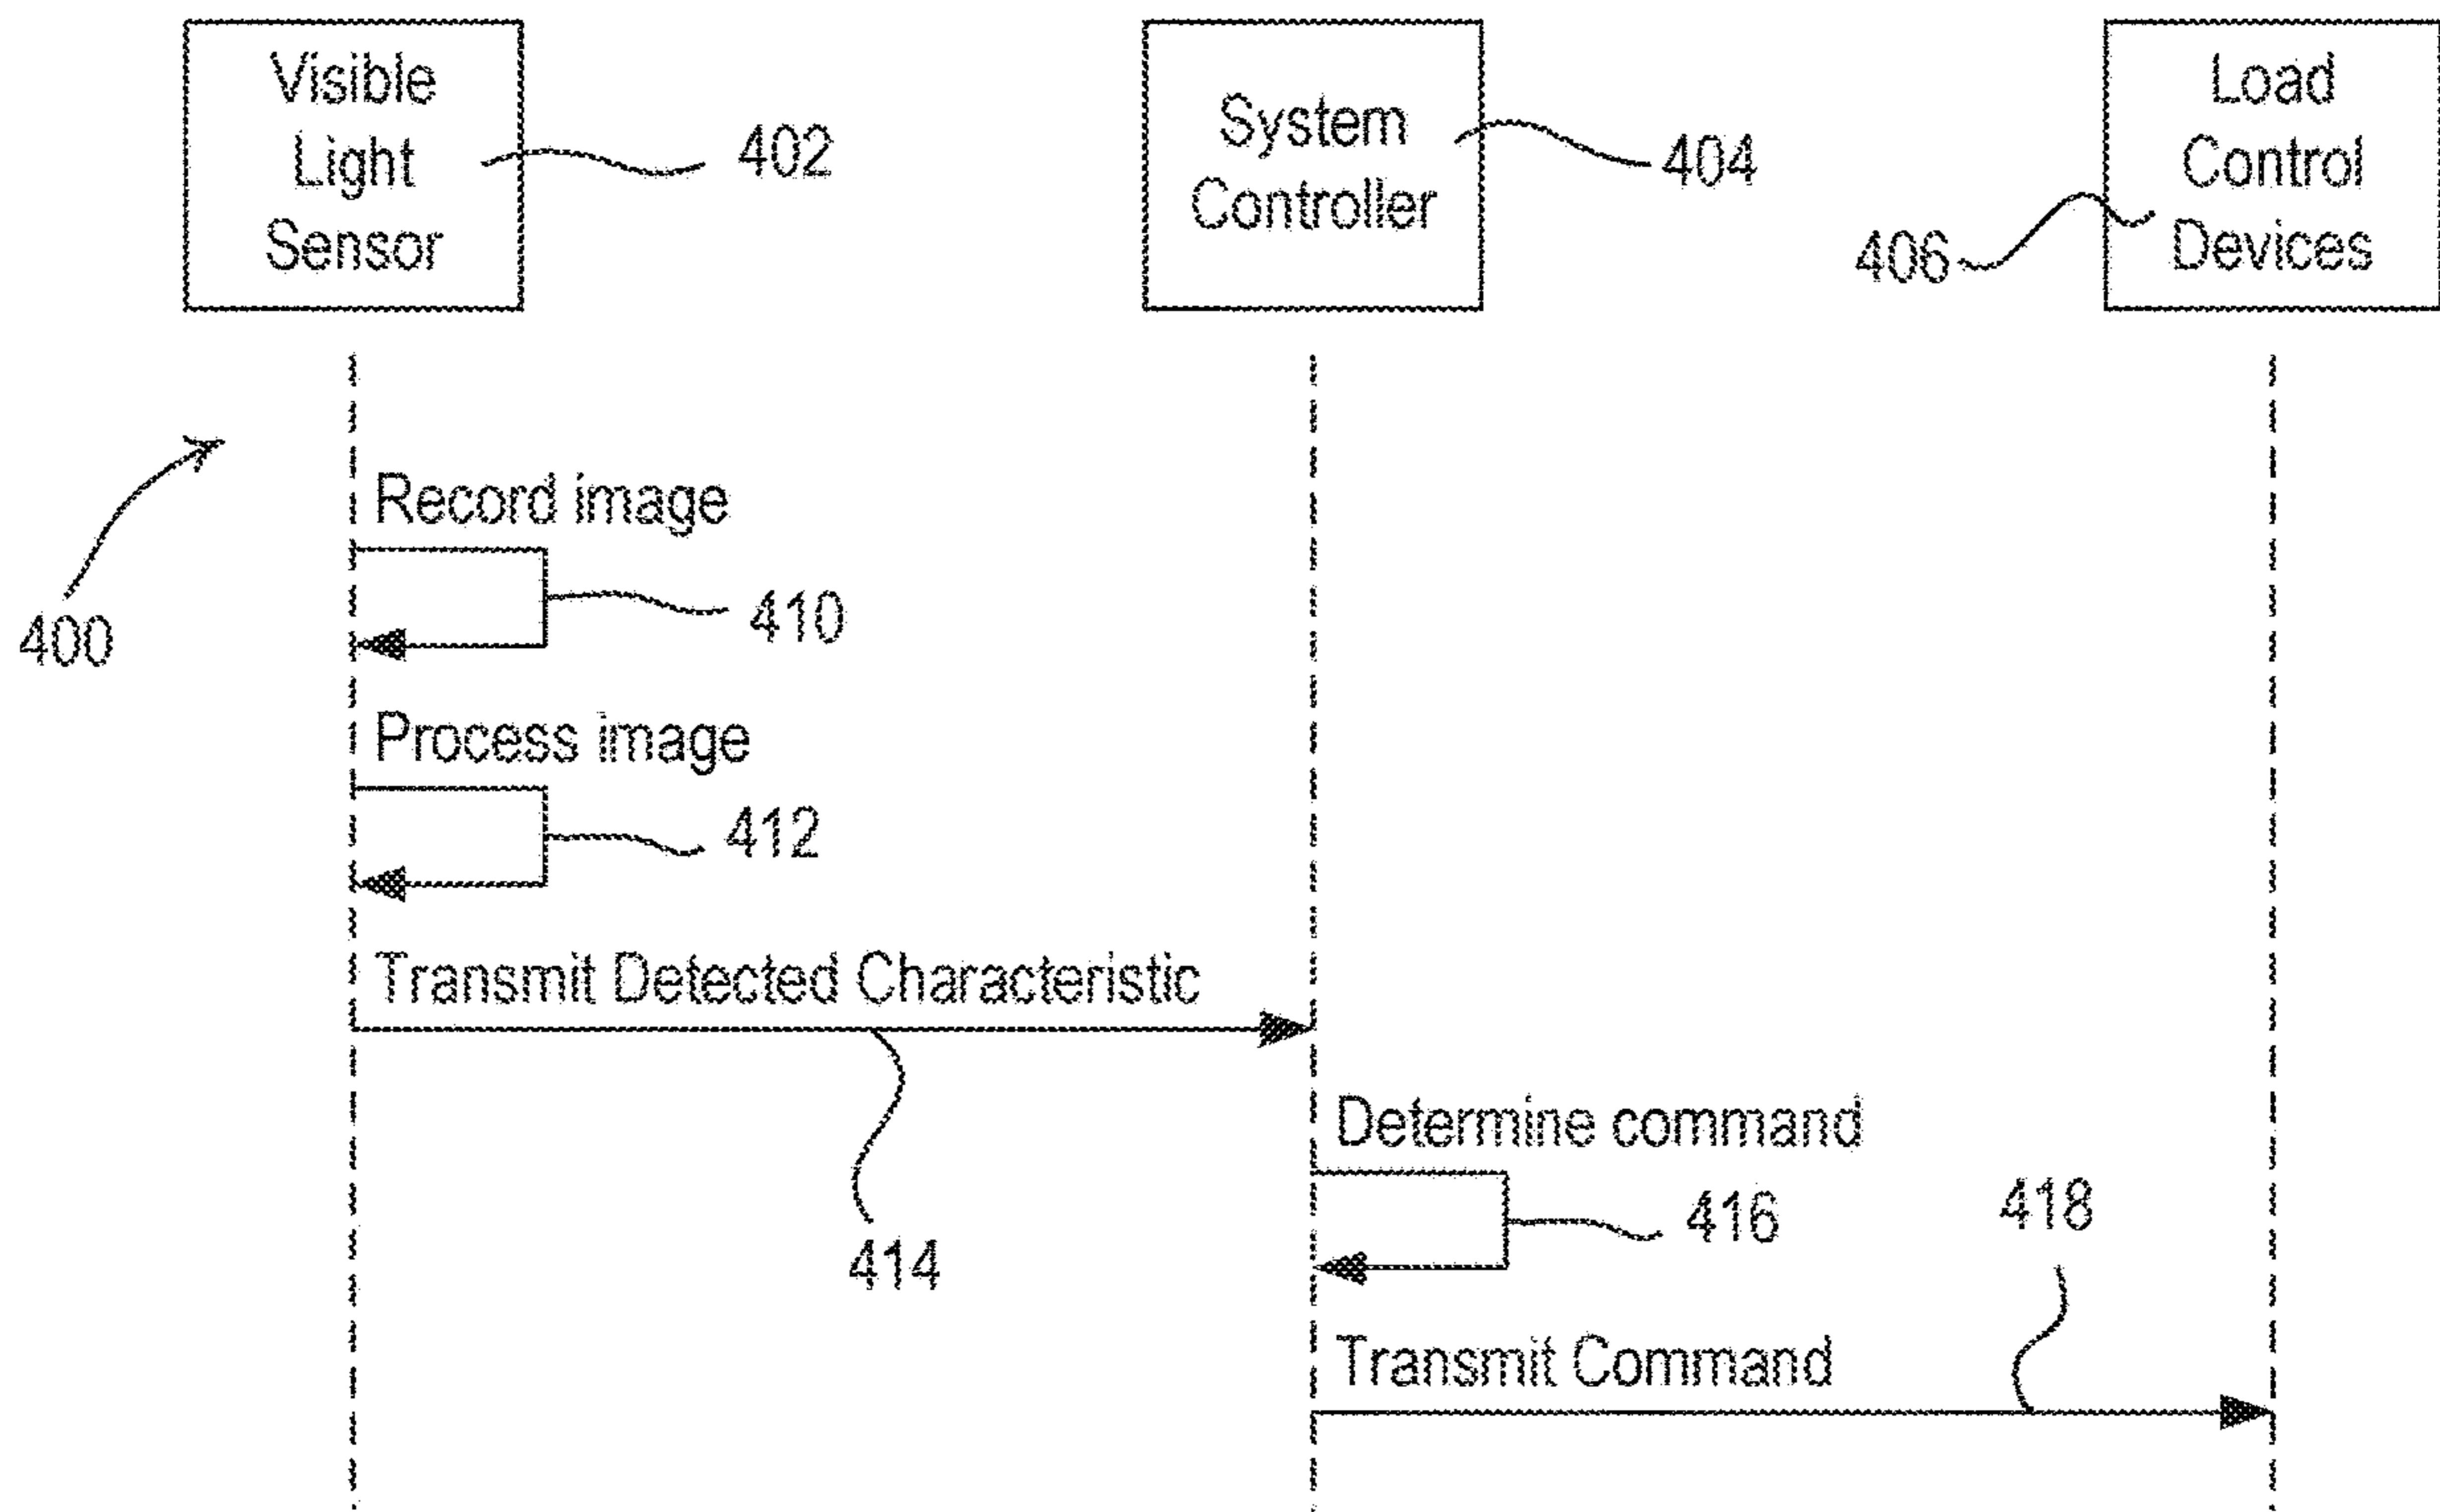 Visible
Light
Sensor
402
System
Controller
404
Load
Control
Devices
406
400
Record image
410
Process image
412
Transmit Detected Characteristic
414
Determine command
416
418
Transmit Command